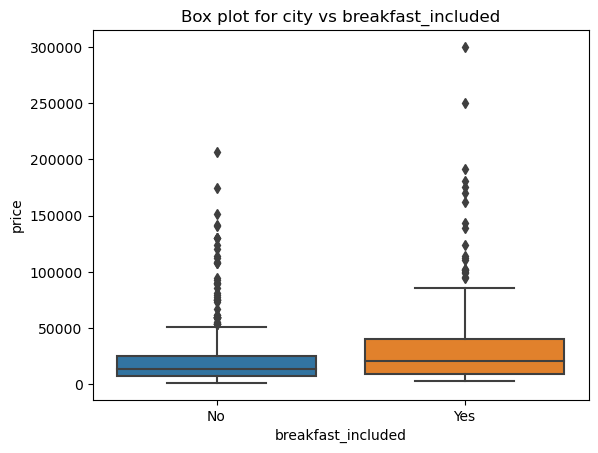 Box plot for city vs breakfast_included
300000
250000
200000
150000
100000
50000
0
price
No
Yes
breakfast_included